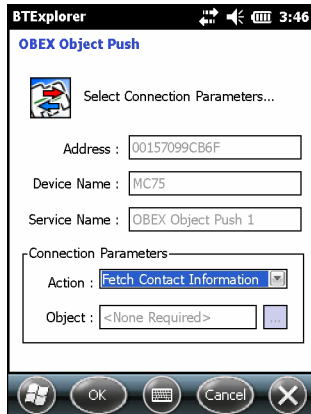 BTExplorer 3:46
OBEX Object Push
Select Connection Parameters...
Address : 00157099CB6F
Device Name : MC75
Service Name : OBEX Object Push 1
Connection Parameters
Action : Fetch Contact Information
Object : <None Required> ...
OK Cancel